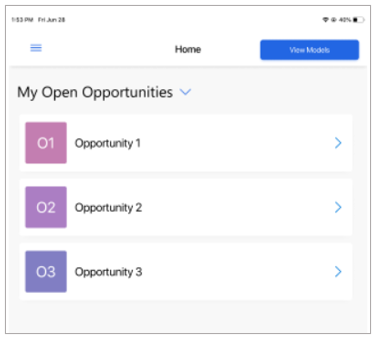 1:53 PM Fri Jun 28
40%
Home
View Models
My Open Opportunities
O1
Opportunity 1
O2
Opportunity 2
O3
Opportunity 3